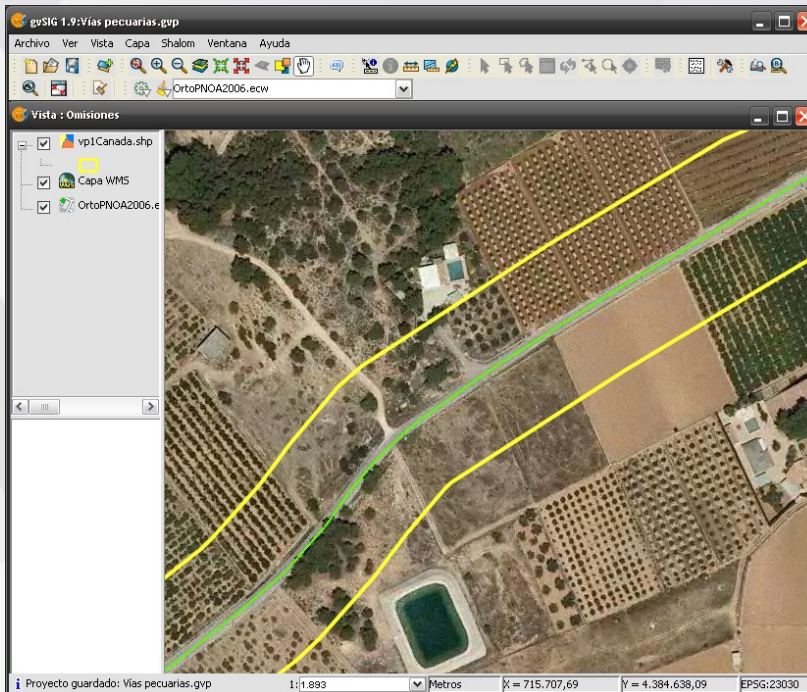 gvSIG 1.9:Vías pecuarias.gvp
Archivo Ver Vista Capa Shalom Ventana Ayuda
OrtoPNOA2006.ecw
Vista : Omisiones
vp1Canada.shp
Capa WMS
OrtoPNOA2006.e
Proyecto guardado: Vías pecuarias.gvp
1: 1.893
Metros
X = 715.707,69
Y = 4.384.638,09
EPSG:23030